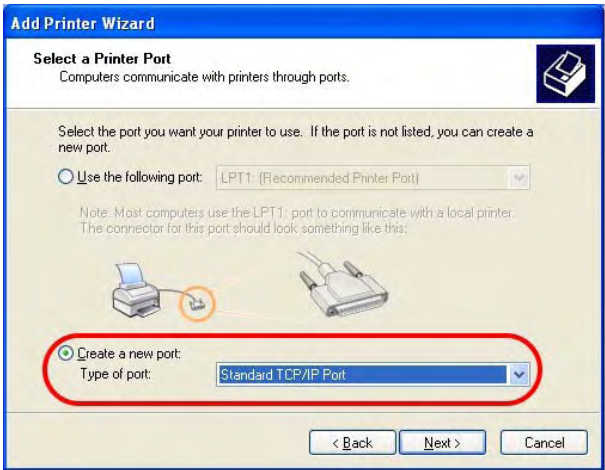 Add Printer Wizard
Select a Printer Port
Computers communicate with printers through ports.
Select the port you want your printer to use. If the port is not listed, you can create a
new port.
Use the following port: LPT1: (Recommended Printer Port)
Note: Most computers use the LPT1: port to communicate with a local printer.
The connector for this port should look something like this:
Create a new port:
Type of port: Standard TCP/IP Port
< Back Next > Cancel